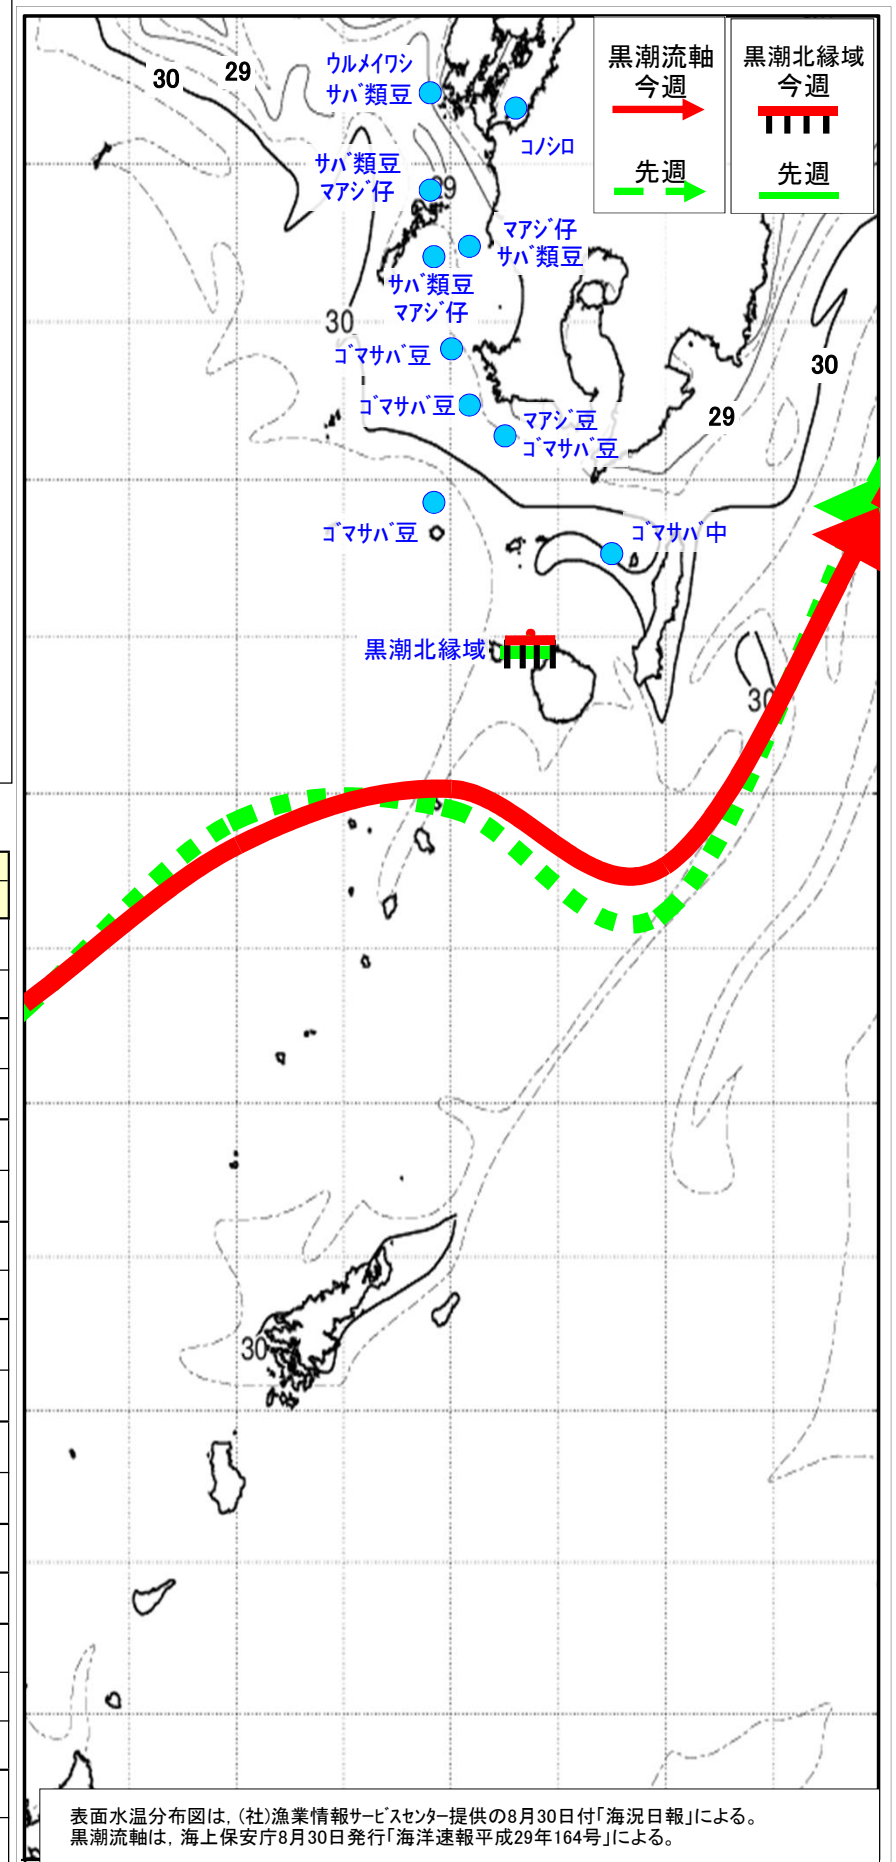 黒潮流軸
今週
先週
黒潮北縁域
今週
先週
30
29
ウルメイワシ
サバ類豆
コノシロ
サバ類豆
マアジ仔
29
マアジ仔
サバ類豆
サバ類豆
マアジ仔
30
ゴマサバ豆
30
ゴマサバ豆
29
マアジ豆
ゴマサバ豆
ゴマサバ豆
ゴマサバ中
黒潮北縁域
30
30
表面水温分布図は，(社)漁業情報サービスセンター提供の8月30日付「海況日報」による。
黒潮流軸は，海上保安庁8月30日発行「海洋速報平成29年164号」による。